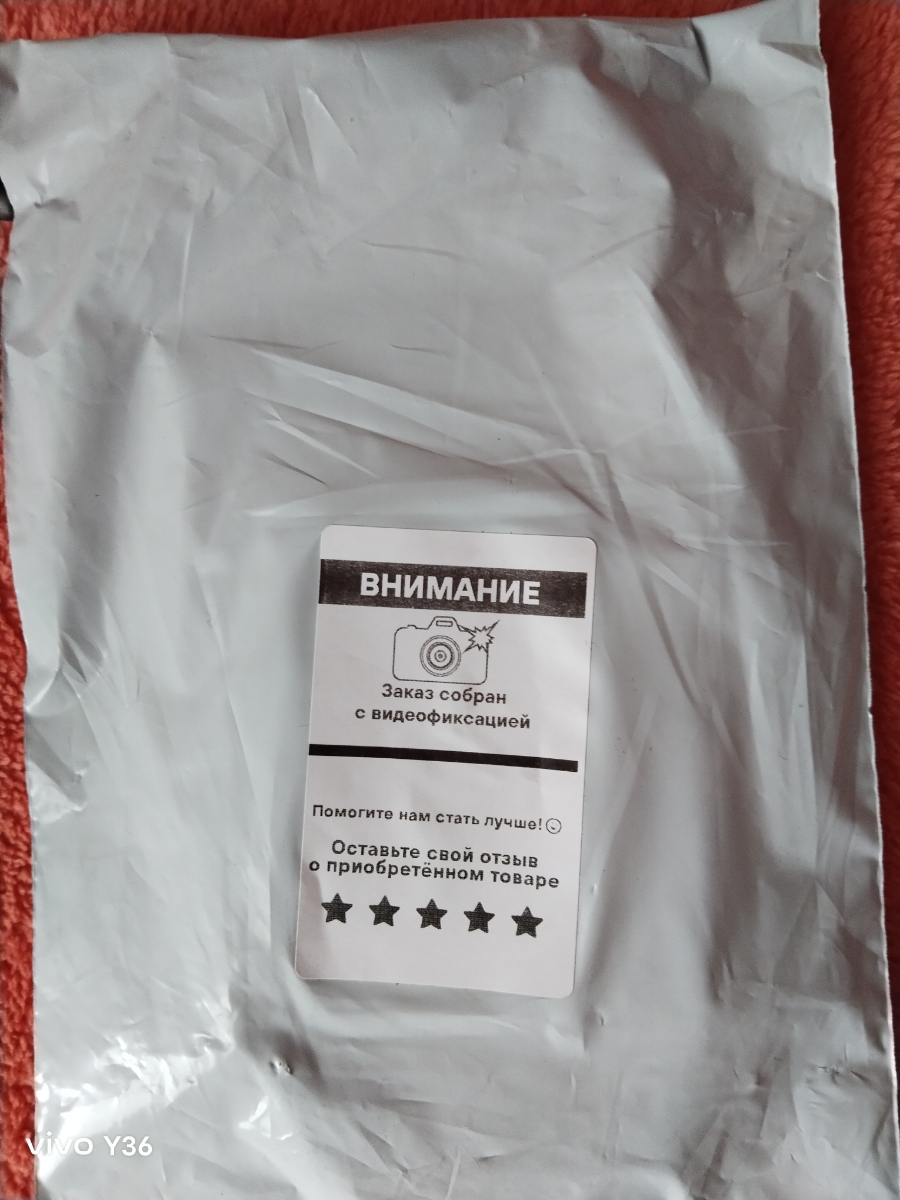 ВНИМАНИЕ
Заказ собран
с видеофиксацией
Помогите нам стать лучше!
Оставьте свой отзыв
о приобретённом товаре
vivo Y36